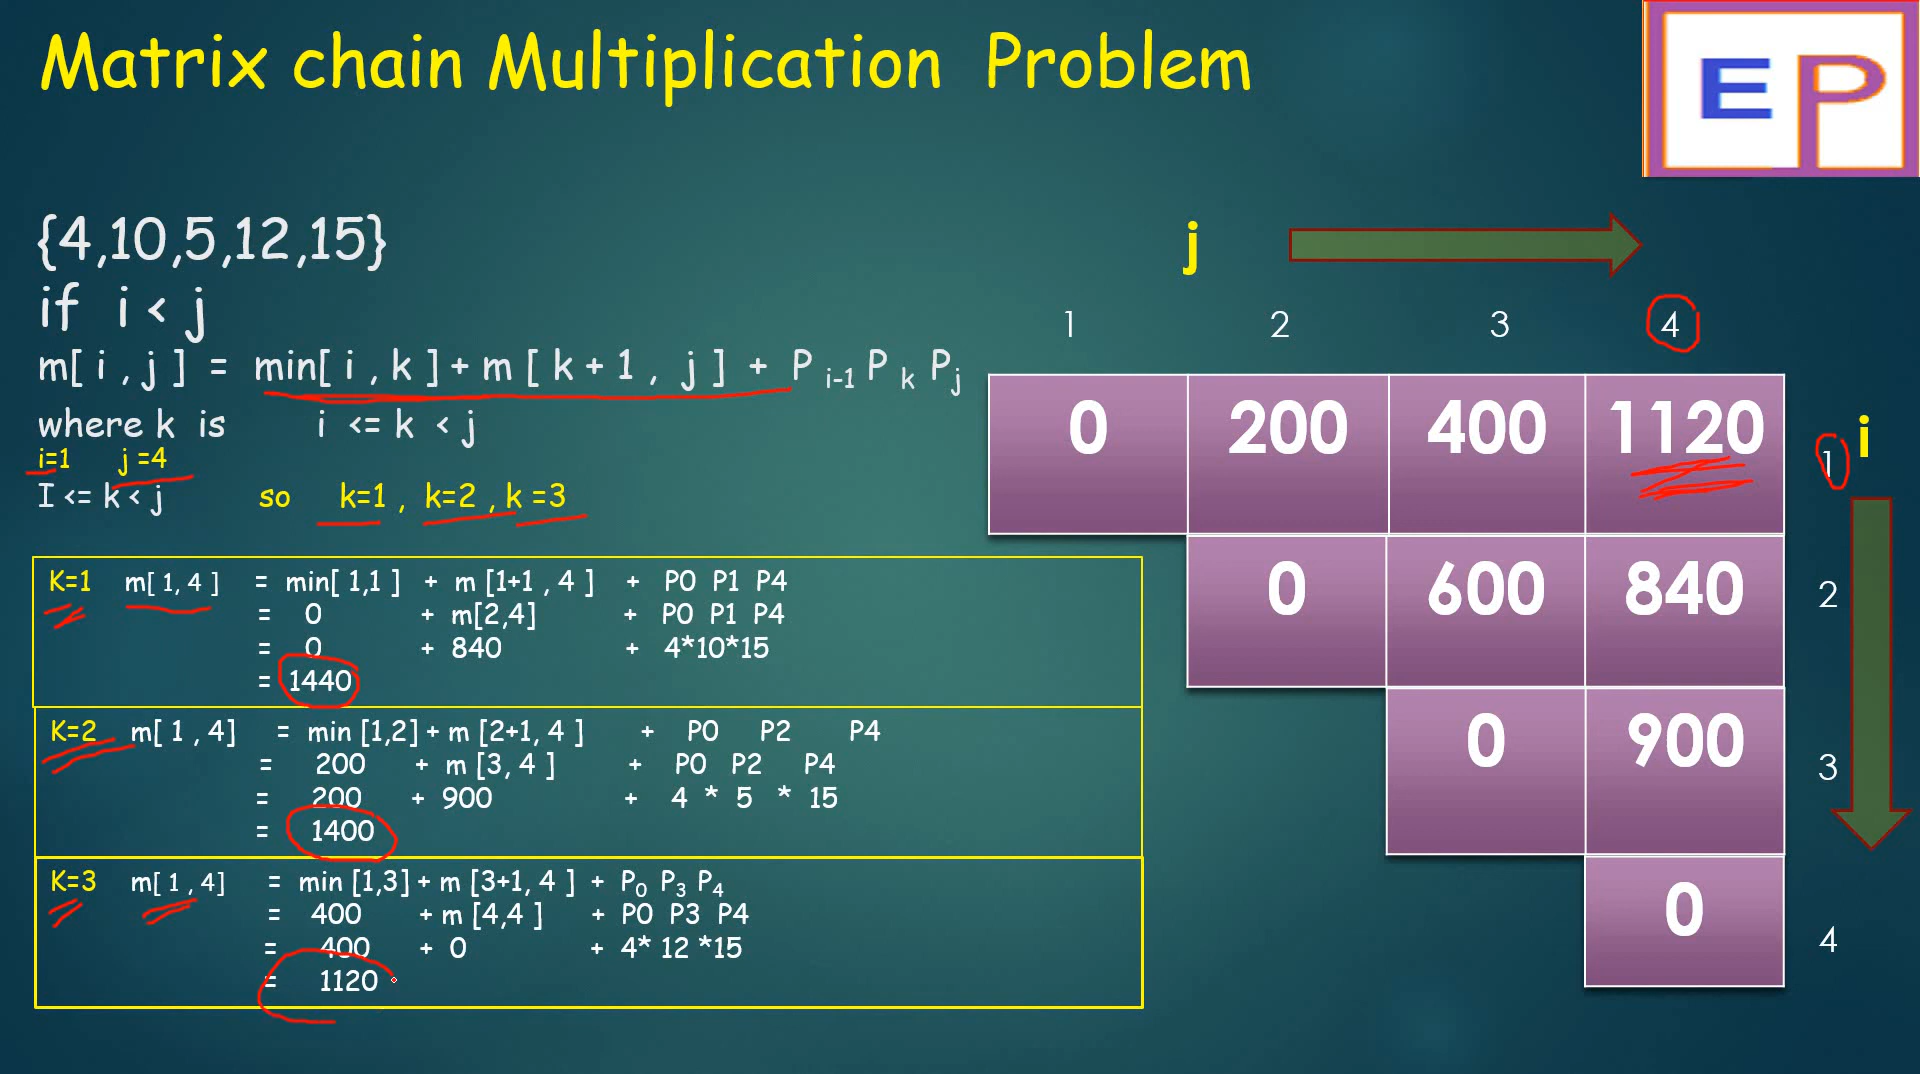 Matrix chain Multiplication Problem
EP
{4,10,5,12,15}
if i < j
m[ i , j ] = min[ i , k ] + m [ k + 1 , j ] + P i-1 P k P j
where k is i <= k < j
i=1 j =4
I <= k < j so k=1 , k=2 , k =3
K=1 m[ 1, 4 ] = min[ 1,1 ] + m [1+1 , 4 ] + P0 P1 P4
= 0 + m[2,4] + P0 P1 P4
= 0 + 840 + 4*10*15
= 1440
K=2 m[ 1 , 4] = min [1,2] + m [2+1, 4 ] + P0 P2 P4
= 200 + m [3, 4 ] + P0 P2 P4
= 200 + 900 + 4 * 5 * 15
= 1400
K=3 m[ 1 , 4] = min [1,3] + m [3+1, 4 ] + P0 P3 P4
= 400 + m [4,4 ] + P0 P3 P4
= 400 + 0 + 4* 12 *15
= 1120
j
1 2 3 4
i
0 200 400 1120 1
0 600 840 2
0 900 3
0 4